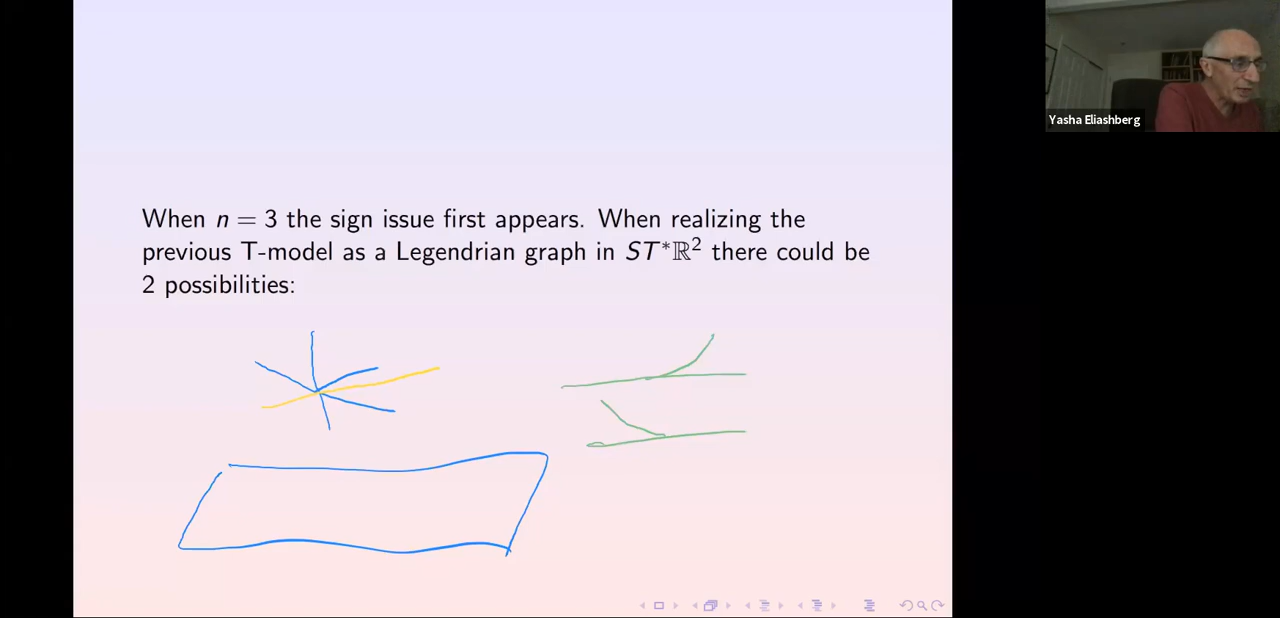 When n = 3 the sign issue first appears. When realizing the
previous T-model as a Legendrian graph in ST*ℝ² there could be
2 possibilities:
Yasha Eliashberg